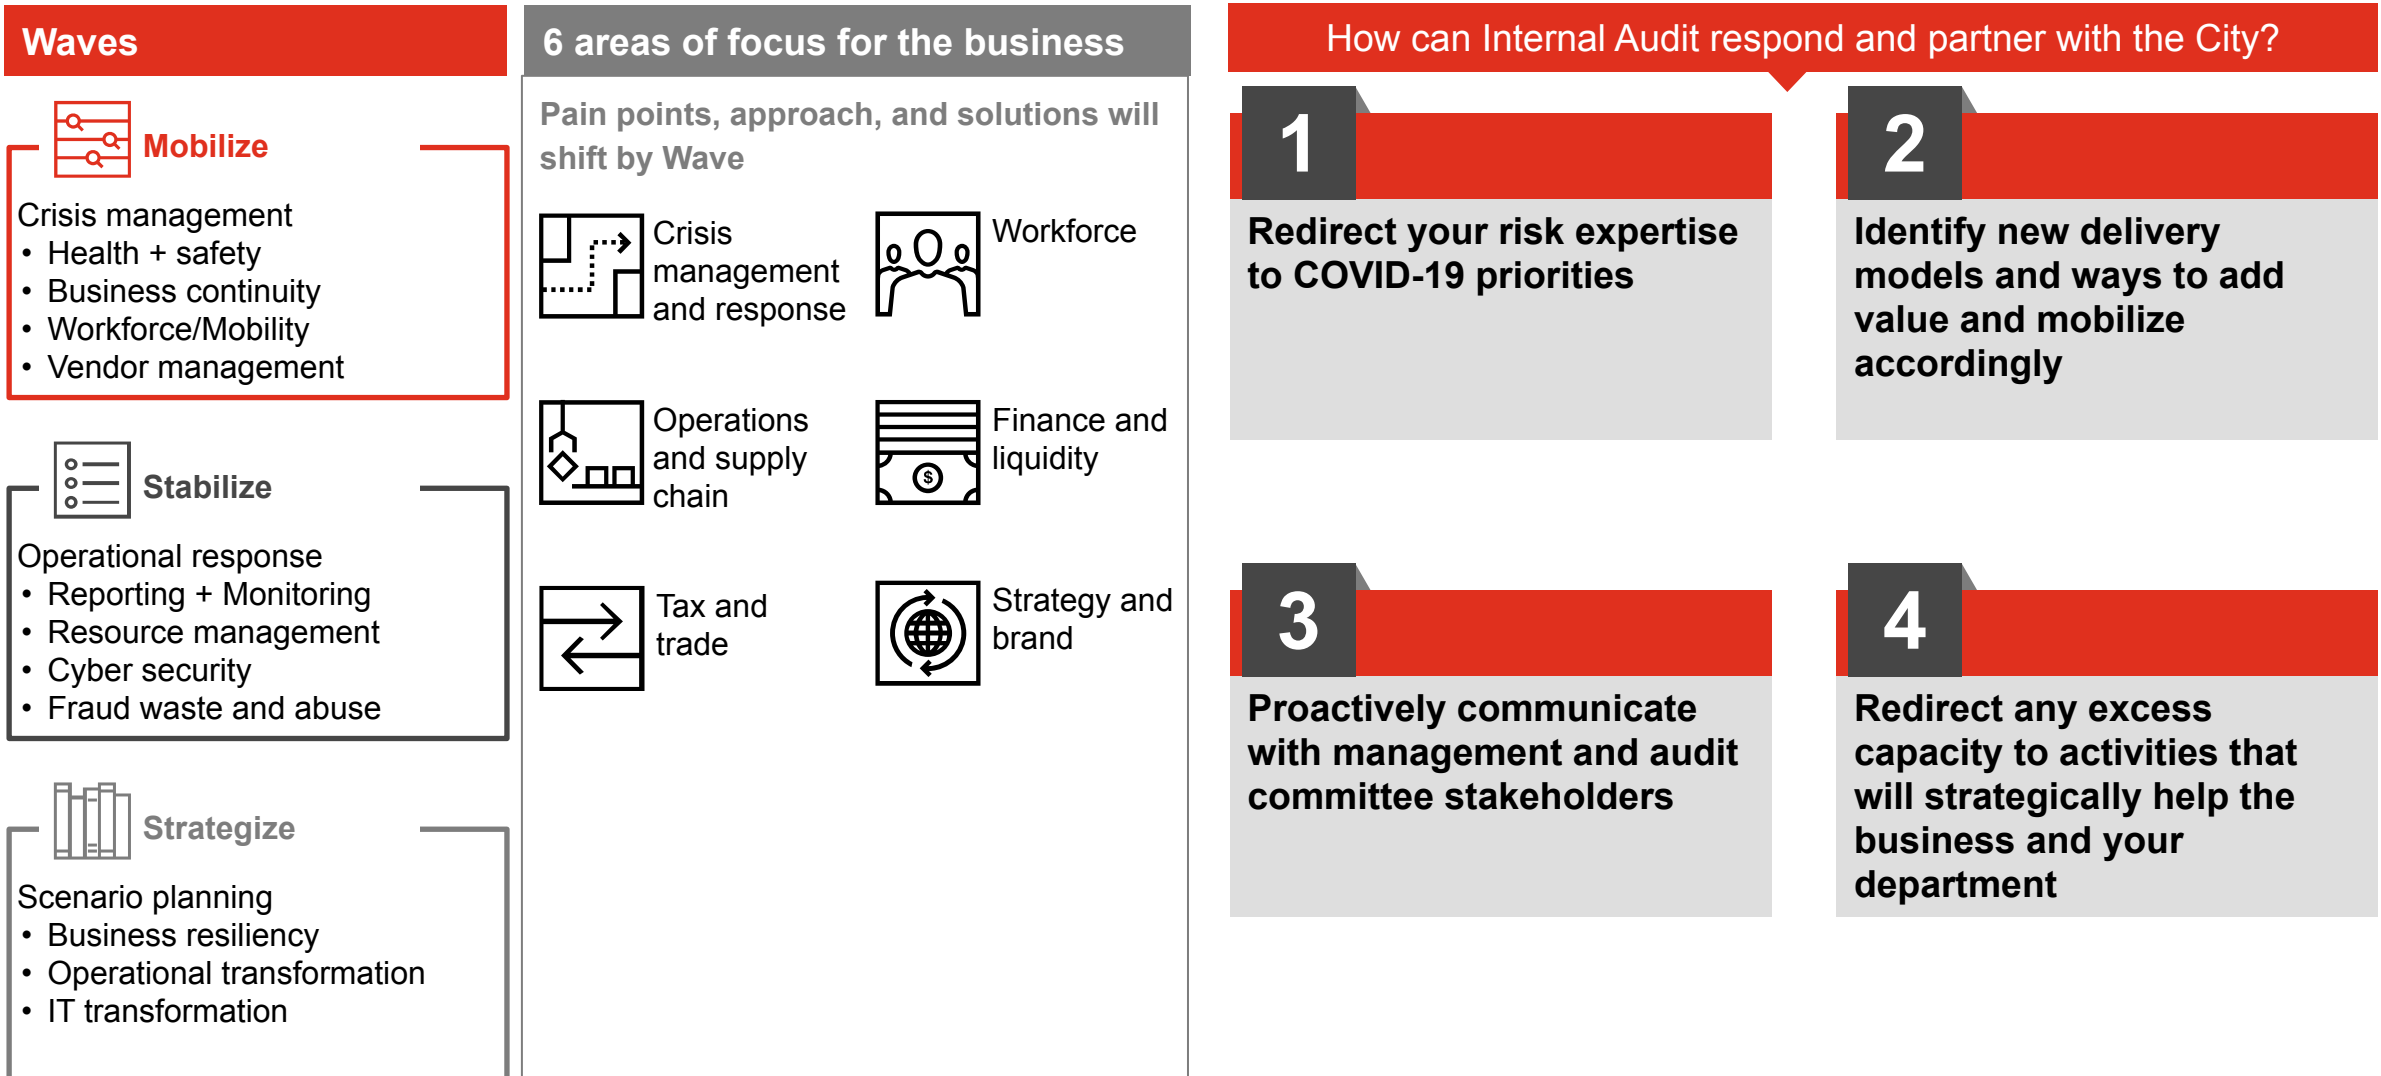 Waves
Mobilize
Crisis management
• Health + safety
• Business continuity
• Workforce/Mobility
• Vendor management
Stabilize
Operational response
• Reporting + Monitoring
• Resource management
• Cyber security
• Fraud waste and abuse
Strategize
Scenario planning
• Business resiliency
• Operational transformation
• IT transformation
6 areas of focus for the business
Pain points, approach, and solutions will
shift by Wave
Crisis
management
and response
Workforce
Operations
and supply
chain
Finance and
liquidity
$
Tax and
trade
Strategy and
brand
How can Internal Audit respond and partner with the City?
1
Redirect your risk expertise
to COVID-19 priorities
2
Identify new delivery
models and ways to add
value and mobilize
accordingly
3
Proactively communicate
with management and audit
committee stakeholders
4
Redirect any excess
capacity to activities that
will strategically help the
business and your
department